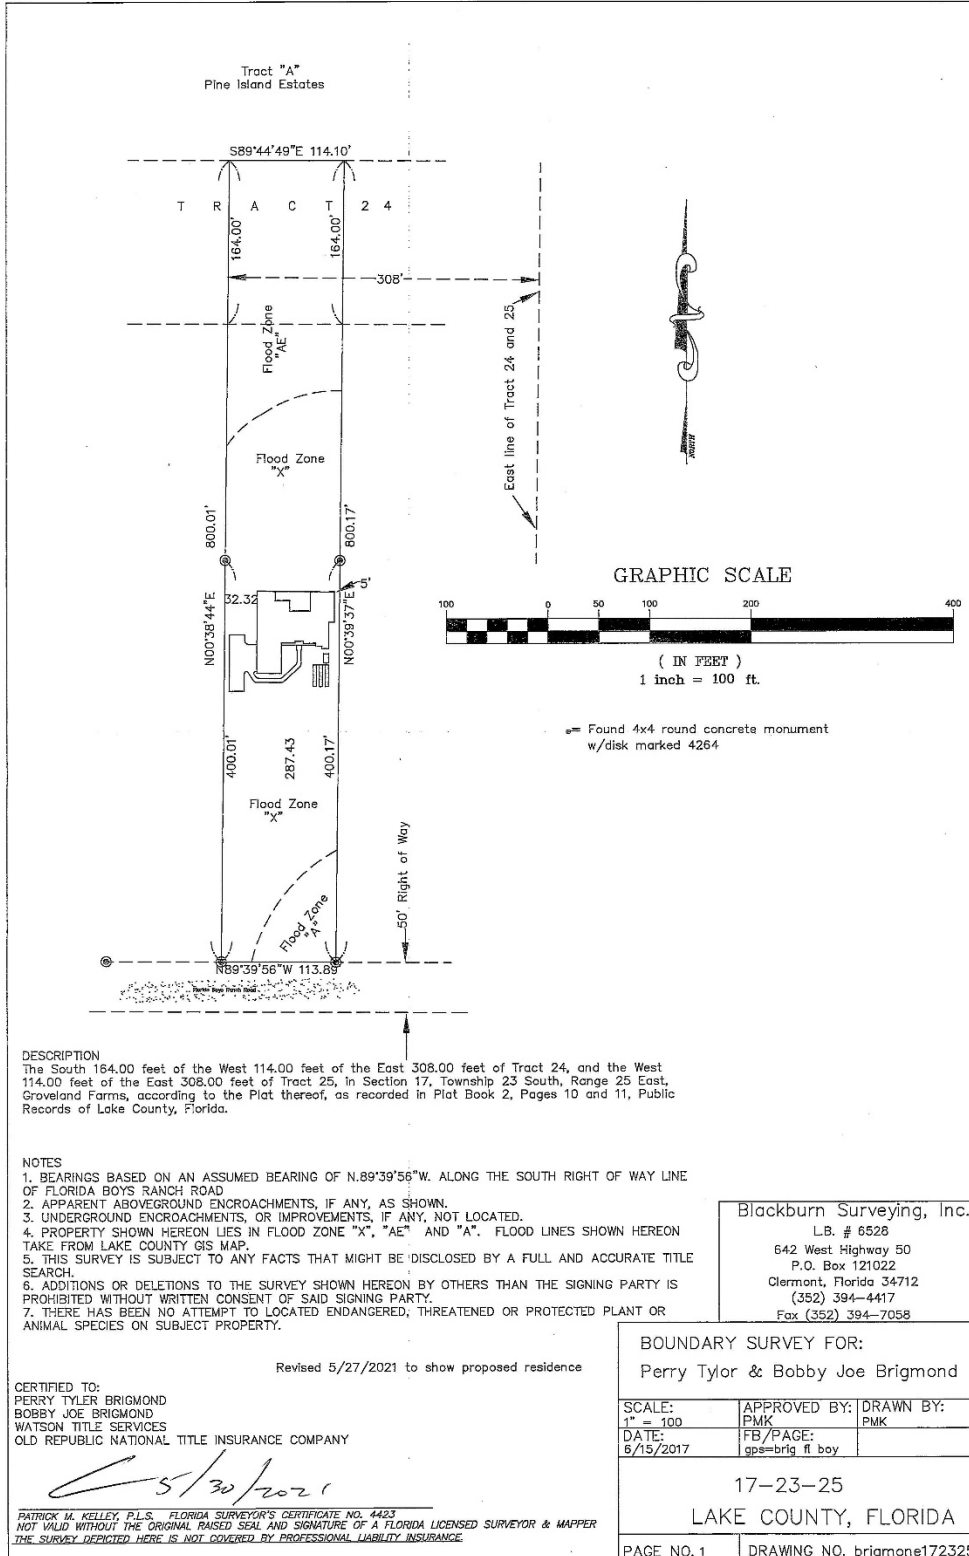 Tract "A"
Pine Island Estates
S89°44'49"E 114.10'
T R A C T 2 4
164.00'
164.00'
308'
Flood Zone
"AE"
East line of Tract 24 and 25
NORTH
Flood Zone
"X"
800.01'
800.17'
GRAPHIC SCALE
100 0 50 100 200 400
( IN FEET )
1 inch = 100 ft.
5'
32.32
N00°38'44"E
N00°39'37"E
⊚= Found 4x4 round concrete monument
w/disk marked 4264
400.01'
287.43
400.17'
Flood Zone
"X"
50' Right of Way
Flood Zone
"A"
N89°39'56"W 113.89'
Florida Boys Ranch Road
DESCRIPTION
The South 164.00 feet of the West 114.00 feet of the East 308.00 feet of Tract 24, and the West
114.00 feet of the East 308.00 feet of Tract 25, in Section 17, Township 23 South, Range 25 East,
Groveland Farms, according to the Plat thereof, as recorded in Plat Book 2, Pages 10 and 11, Public
Records of Lake County, Florida.
NOTES
1. BEARINGS BASED ON AN ASSUMED BEARING OF N.89°39'56"W. ALONG THE SOUTH RIGHT OF WAY LINE
OF FLORIDA BOYS RANCH ROAD
2. APPARENT ABOVEGROUND ENCROACHMENTS, IF ANY, AS SHOWN.
3. UNDERGROUND ENCROACHMENTS, OR IMPROVEMENTS, IF ANY, NOT LOCATED.
4. PROPERTY SHOWN HEREON LIES IN FLOOD ZONE "X", "AE" AND "A". FLOOD LINES SHOWN HEREON
TAKE FROM LAKE COUNTY GIS MAP.
5. THIS SURVEY IS SUBJECT TO ANY FACTS THAT MIGHT BE DISCLOSED BY A FULL AND ACCURATE TITLE
SEARCH.
6. ADDITIONS OR DELETIONS TO THE SURVEY SHOWN HEREON BY OTHERS THAN THE SIGNING PARTY IS
PROHIBITED WITHOUT WRITTEN CONSENT OF SAID SIGNING PARTY.
7. THERE HAS BEEN NO ATTEMPT TO LOCATED ENDANGERED, THREATENED OR PROTECTED PLANT OR
ANIMAL SPECIES ON SUBJECT PROPERTY.
Revised 5/27/2021 to show proposed residence
CERTIFIED TO:
PERRY TYLER BRIGMOND
BOBBY JOE BRIGMOND
WATSON TITLE SERVICES
OLD REPUBLIC NATIONAL TITLE INSURANCE COMPANY
5/30/2021
PATRICK M. KELLEY, P.L.S. FLORIDA SURVEYOR'S CERTIFICATE NO. 4423
NOT VALID WITHOUT THE ORIGINAL RAISED SEAL AND SIGNATURE OF A FLORIDA LICENSED SURVEYOR & MAPPER
THE SURVEY DEPICTED HERE IS NOT COVERED BY PROFESSIONAL LIABILITY INSURANCE.
Blackburn Surveying, Inc.
L.B. # 6528
642 West Highway 50
P.O. Box 121022
Clermont, Florida 34712
(352) 394-4417
Fax (352) 394-7058
BOUNDARY SURVEY FOR:
Perry Tylor & Bobby Joe Brigmond
SCALE:
1" = 100
APPROVED BY:
PMK
DRAWN BY:
PMK
DATE:
6/15/2017
FB/PAGE:
gps=brig fl boy
17-23-25
LAKE COUNTY, FLORIDA
PAGE NO. 1
DRAWING NO. brigmone172325